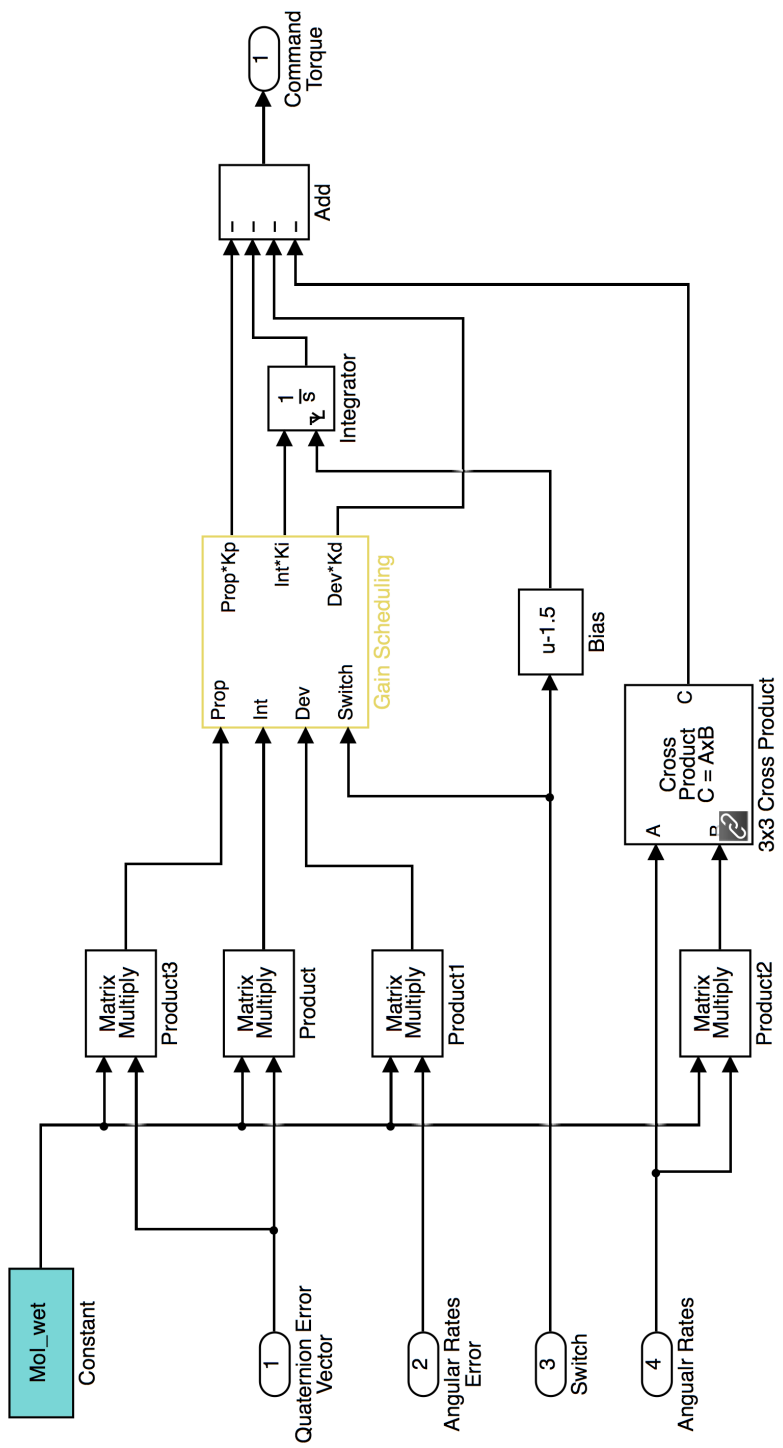 MoI_wet
Constant
1
Quaternion Error
Vector
2
Angular Rates
Error
3
Switch
4
Angualr Rates
Matrix
Multiply
Product3
Matrix
Multiply
Product
Matrix
Multiply
Product1
Matrix
Multiply
Product2
Prop
Int
Dev
Switch
Prop*Kp
Int*Ki
Dev*Kd
Gain Scheduling
u-1.5
Bias
A
B
Cross
Product
C = AxB
C
3x3 Cross Product
1
s
Integrator
−
−
−
−
Add
1
Command
Torque